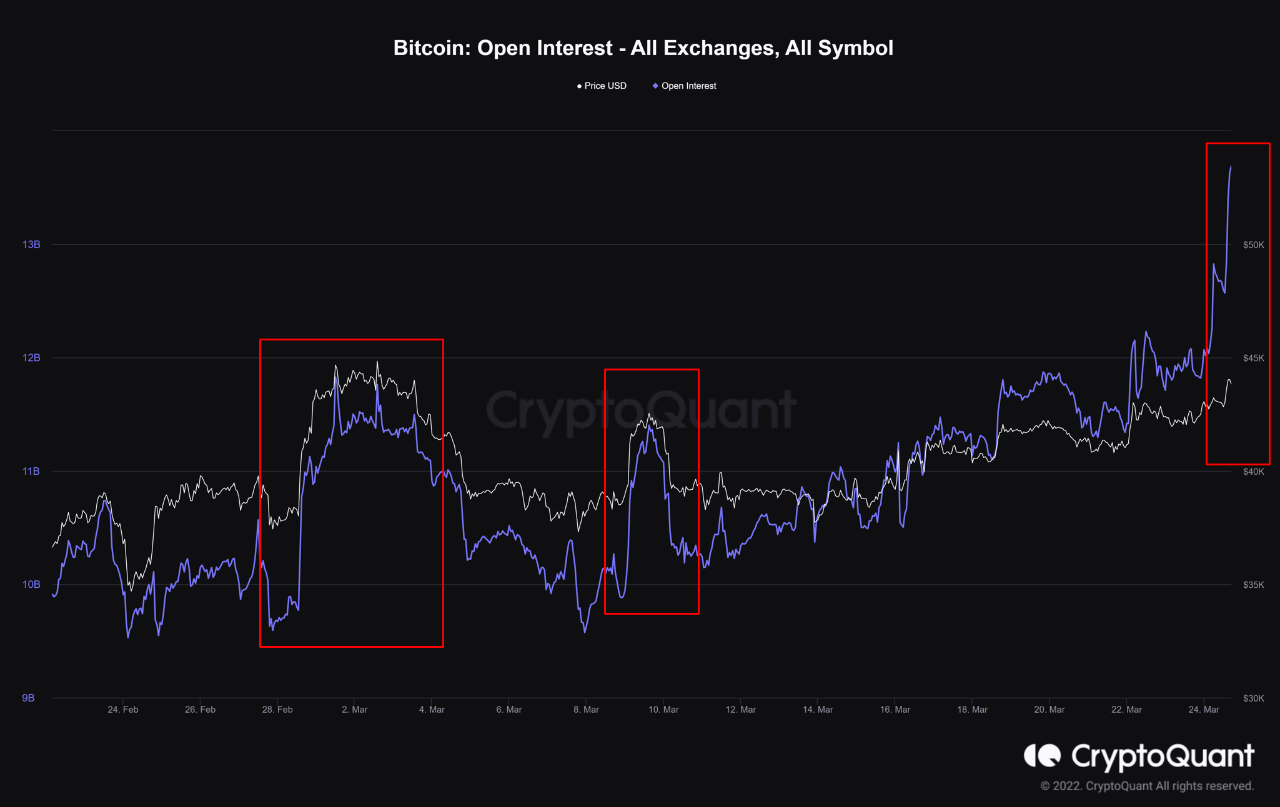 Bitcoin: Open Interest - All Exchanges, All Symbol
Price USD Open Interest
13B $50K
12B $45K
CryptoQuant
11B $40K
10B $35K
9B $30K
24. Feb 26. Feb 28. Feb 2. Mar 4. Mar 6. Mar 8. Mar 10. Mar 12. Mar 14. Mar 16. Mar 18. Mar 20. Mar 22. Mar 24. Mar
CryptoQuant
© 2022. CryptoQuant All rights reserved.